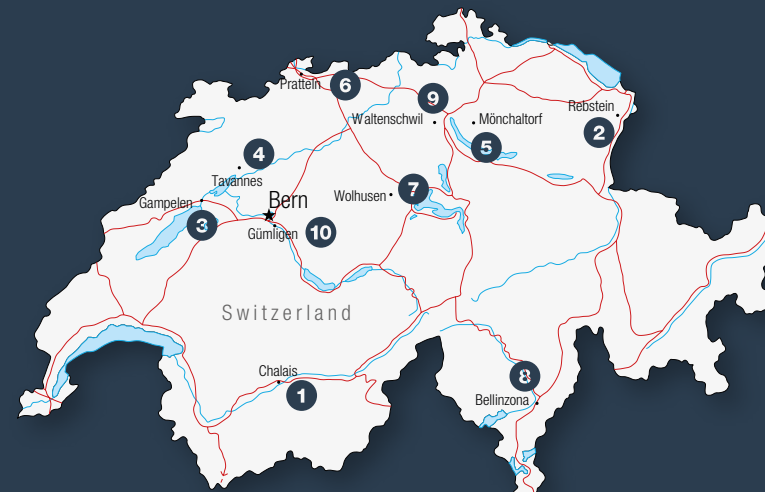 Pratteln
6
9
Waltenschwil
Mönchaltorf
Rebstein
2
5
4
Tavannes
Gampelen
Bern
Wolhusen
7
3
Gümligen
10
Switzerland
Chalais
1
8
Bellinzona